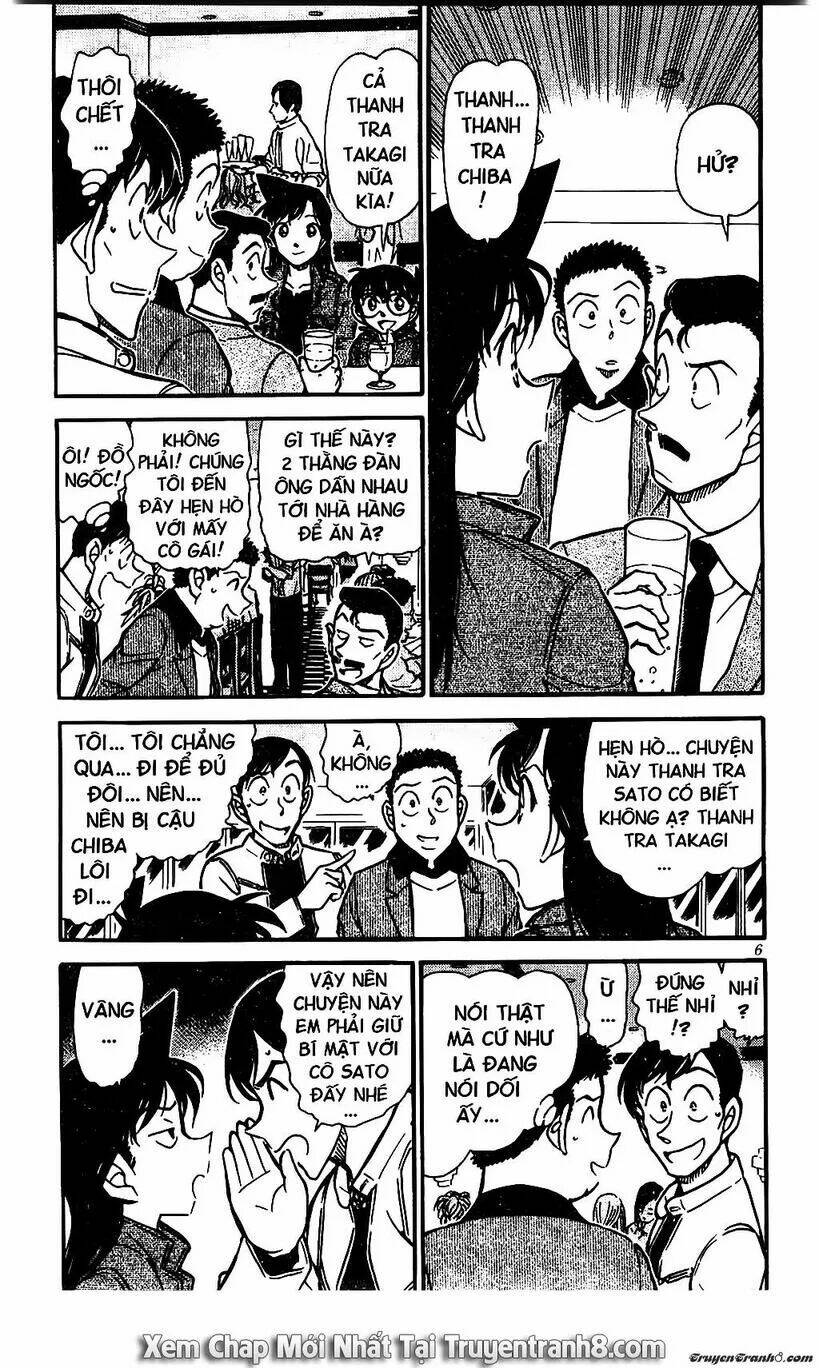 THANH...
THANH
TRA
CHIBA
!
HỬ?
CẢ
THANH
TRA
TAKAGI
NỮA
KÌA!
THÔI
CHẾT
...
GÌ THẾ NÀY?
2 THẰNG ĐÀN
ÔNG DẪN NHAU
TỚI NHÀ HÀNG
ĐỂ ĂN À?
KHÔNG
PHẢI! CHÚNG
TÔI ĐẾN
ĐÂY HẸN HÒ
VỚI MẤY
CÔ GÁI!
ÔI! ĐỒ
NGỐC!
HẸN HÒ... CHUYỆN
NÀY THANH TRA
SATO CÓ BIẾT
KHÔNG Ạ? THANH
TRA TAKAGI
...
À,
KHÔNG
...
TÔI... TÔI CHẲNG
QUA... ĐI ĐỂ ĐỦ
ĐÔI... NÊN...
NÊN BỊ CẬU
CHIBA
LÔI
ĐI...
6
NHỈ
?
ĐÚNG
THẾ NHỈ
!?
Ừ
...
NÓI THẬT
MÀ CỨ NHƯ
LÀ ĐANG
NÓI DỐI
ẤY...
VẬY NÊN
CHUYỆN NÀY
EM PHẢI GIỮ
BÍ MẬT VỚI
CÔ SATO
ĐẤY NHÉ
...
VÂNG
...
Xem Chap Mới Nhất Tại Truyentranh8.com
TruyenTranh8.com